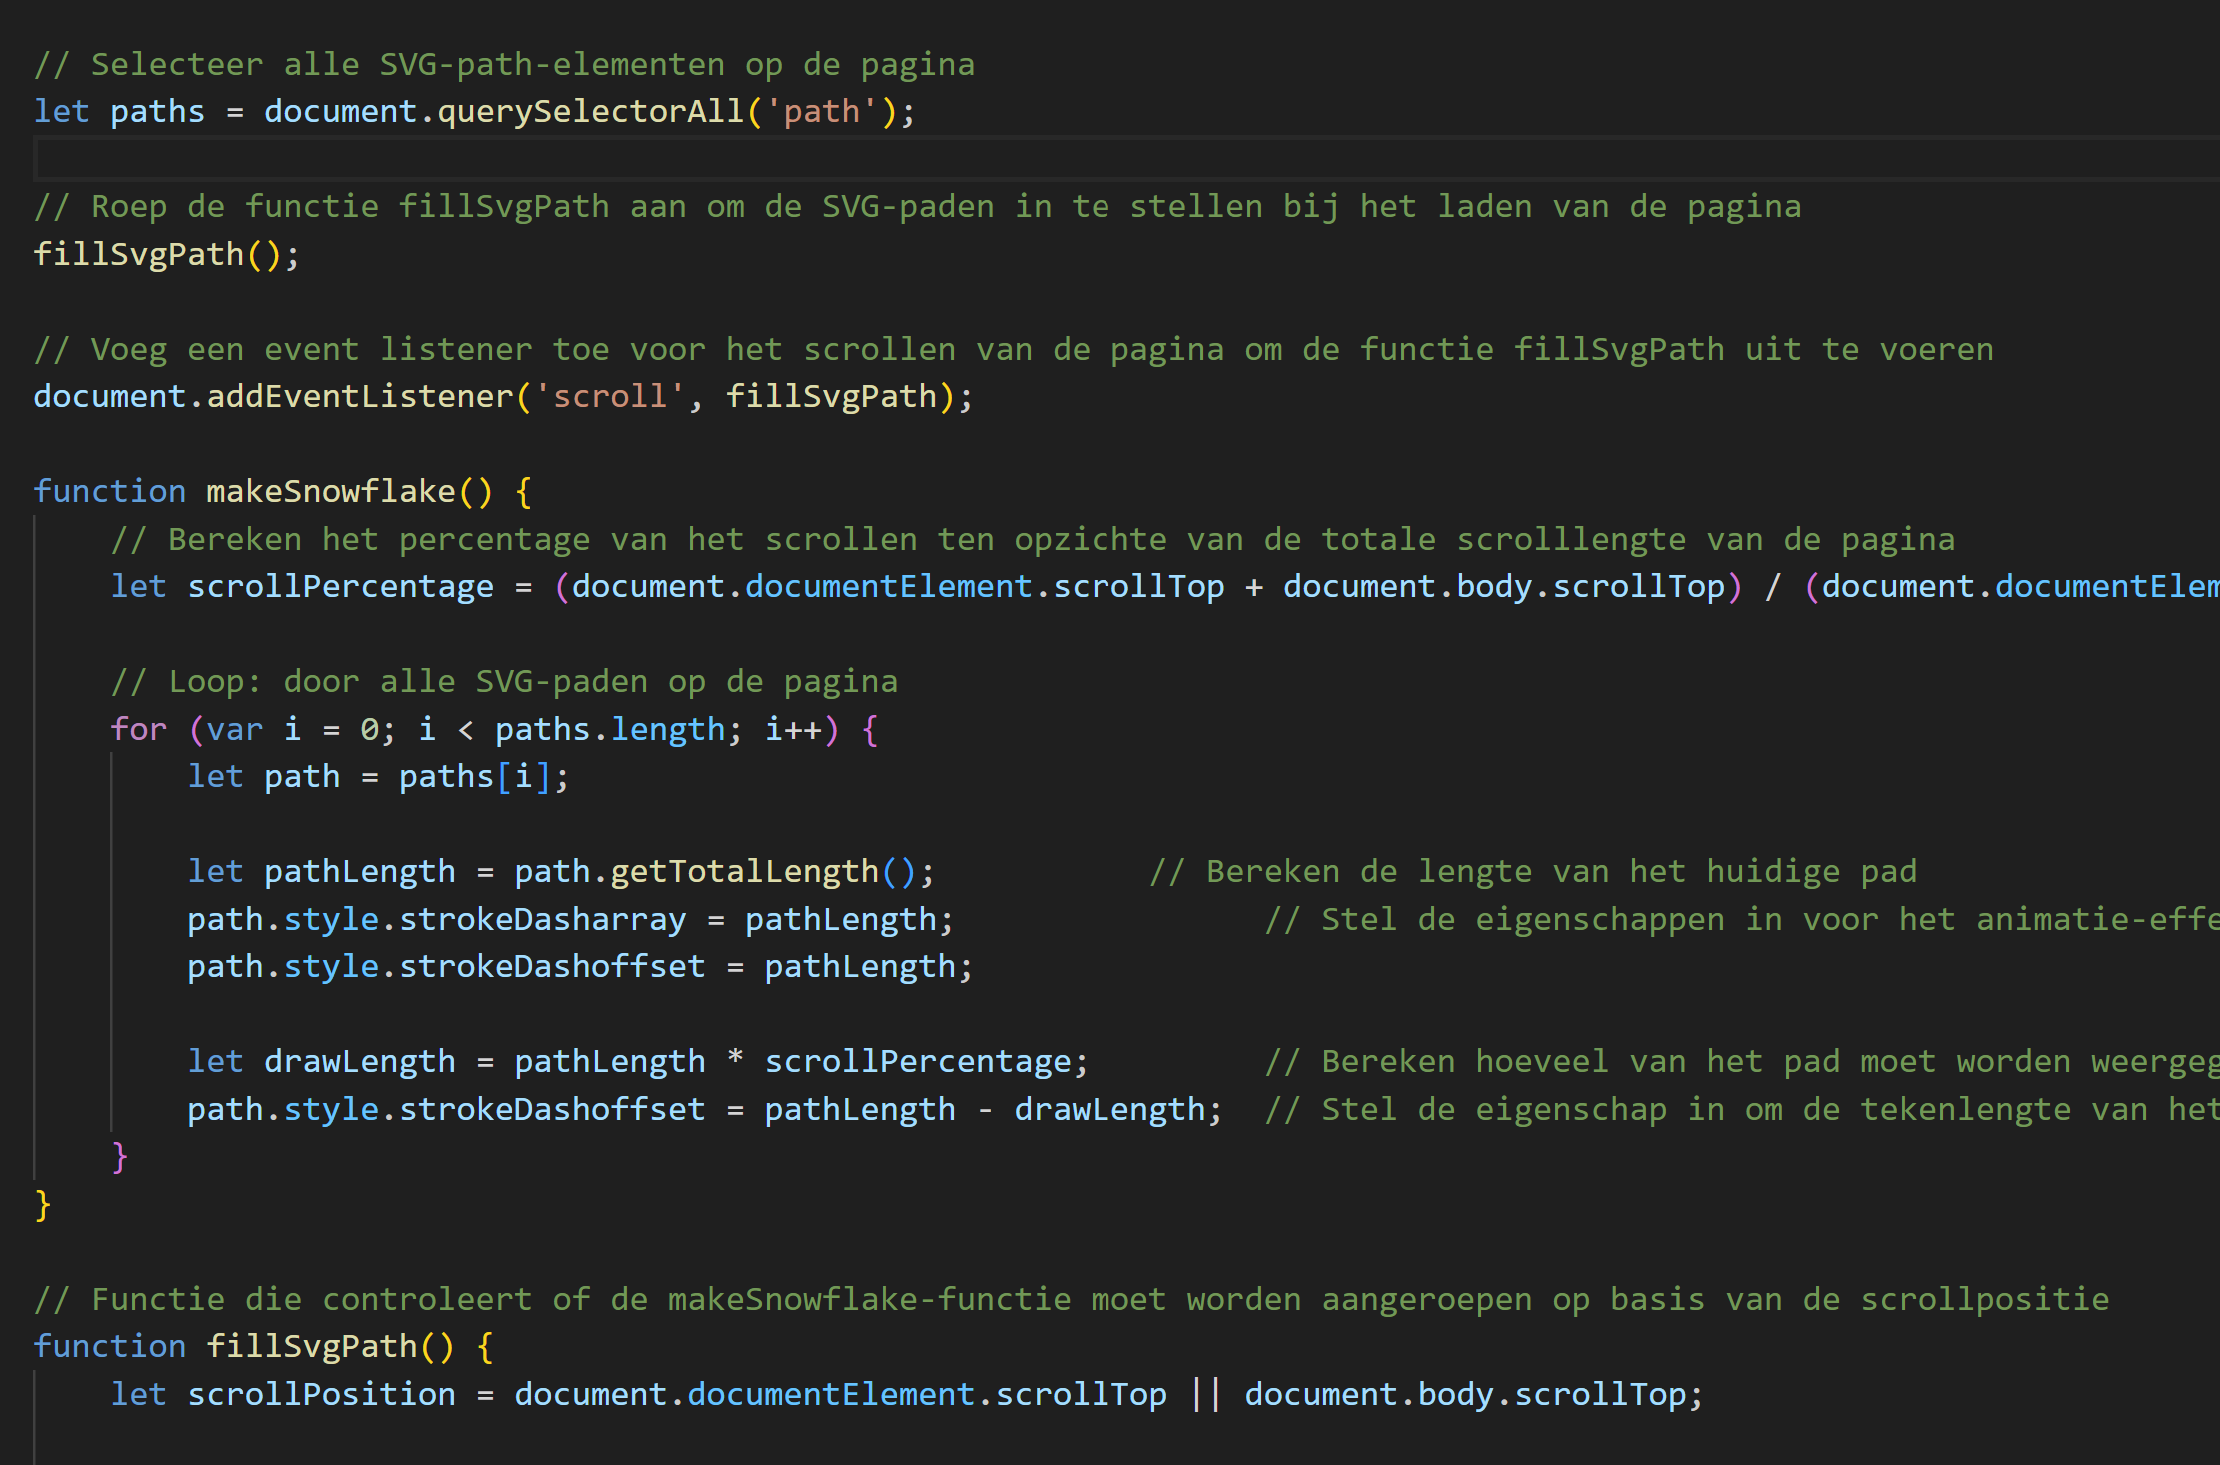 // Selecteer alle SVG-path-elementen op de pagina
let paths = document.querySelectorAll('path');
// Roep de functie fillSvgPath aan om de SVG-paden in te stellen bij het laden van de pagina
fillSvgPath();
// Voeg een event listener toe voor het scrollen van de pagina om de functie fillSvgPath uit te voeren
document.addEventListener('scroll', fillSvgPath);
function makeSnowflake() {
// Bereken het percentage van het scrollen ten opzichte van de totale scrolllengte van de pagina
let scrollPercentage = (document.documentElement.scrollTop + document.body.scrollTop) / (document.documentElem
// Loop: door alle SVG-paden op de pagina
for (var i = 0; i < paths.length; i++) {
let path = paths[i];
let pathLength = path.getTotalLength(); // Bereken de lengte van het huidige pad
path.style.strokeDasharray = pathLength; // Stel de eigenschappen in voor het animatie-effe
path.style.strokeDashoffset = pathLength;
let drawLength = pathLength * scrollPercentage; // Bereken hoeveel van het pad moet worden weergeg
path.style.strokeDashoffset = pathLength - drawLength; // Stel de eigenschap in om de tekenlengte van het
}
}
// Functie die controleert of de makeSnowflake-functie moet worden aangeroepen op basis van de scrollpositie
function fillSvgPath() {
let scrollPosition = document.documentElement.scrollTop || document.body.scrollTop;